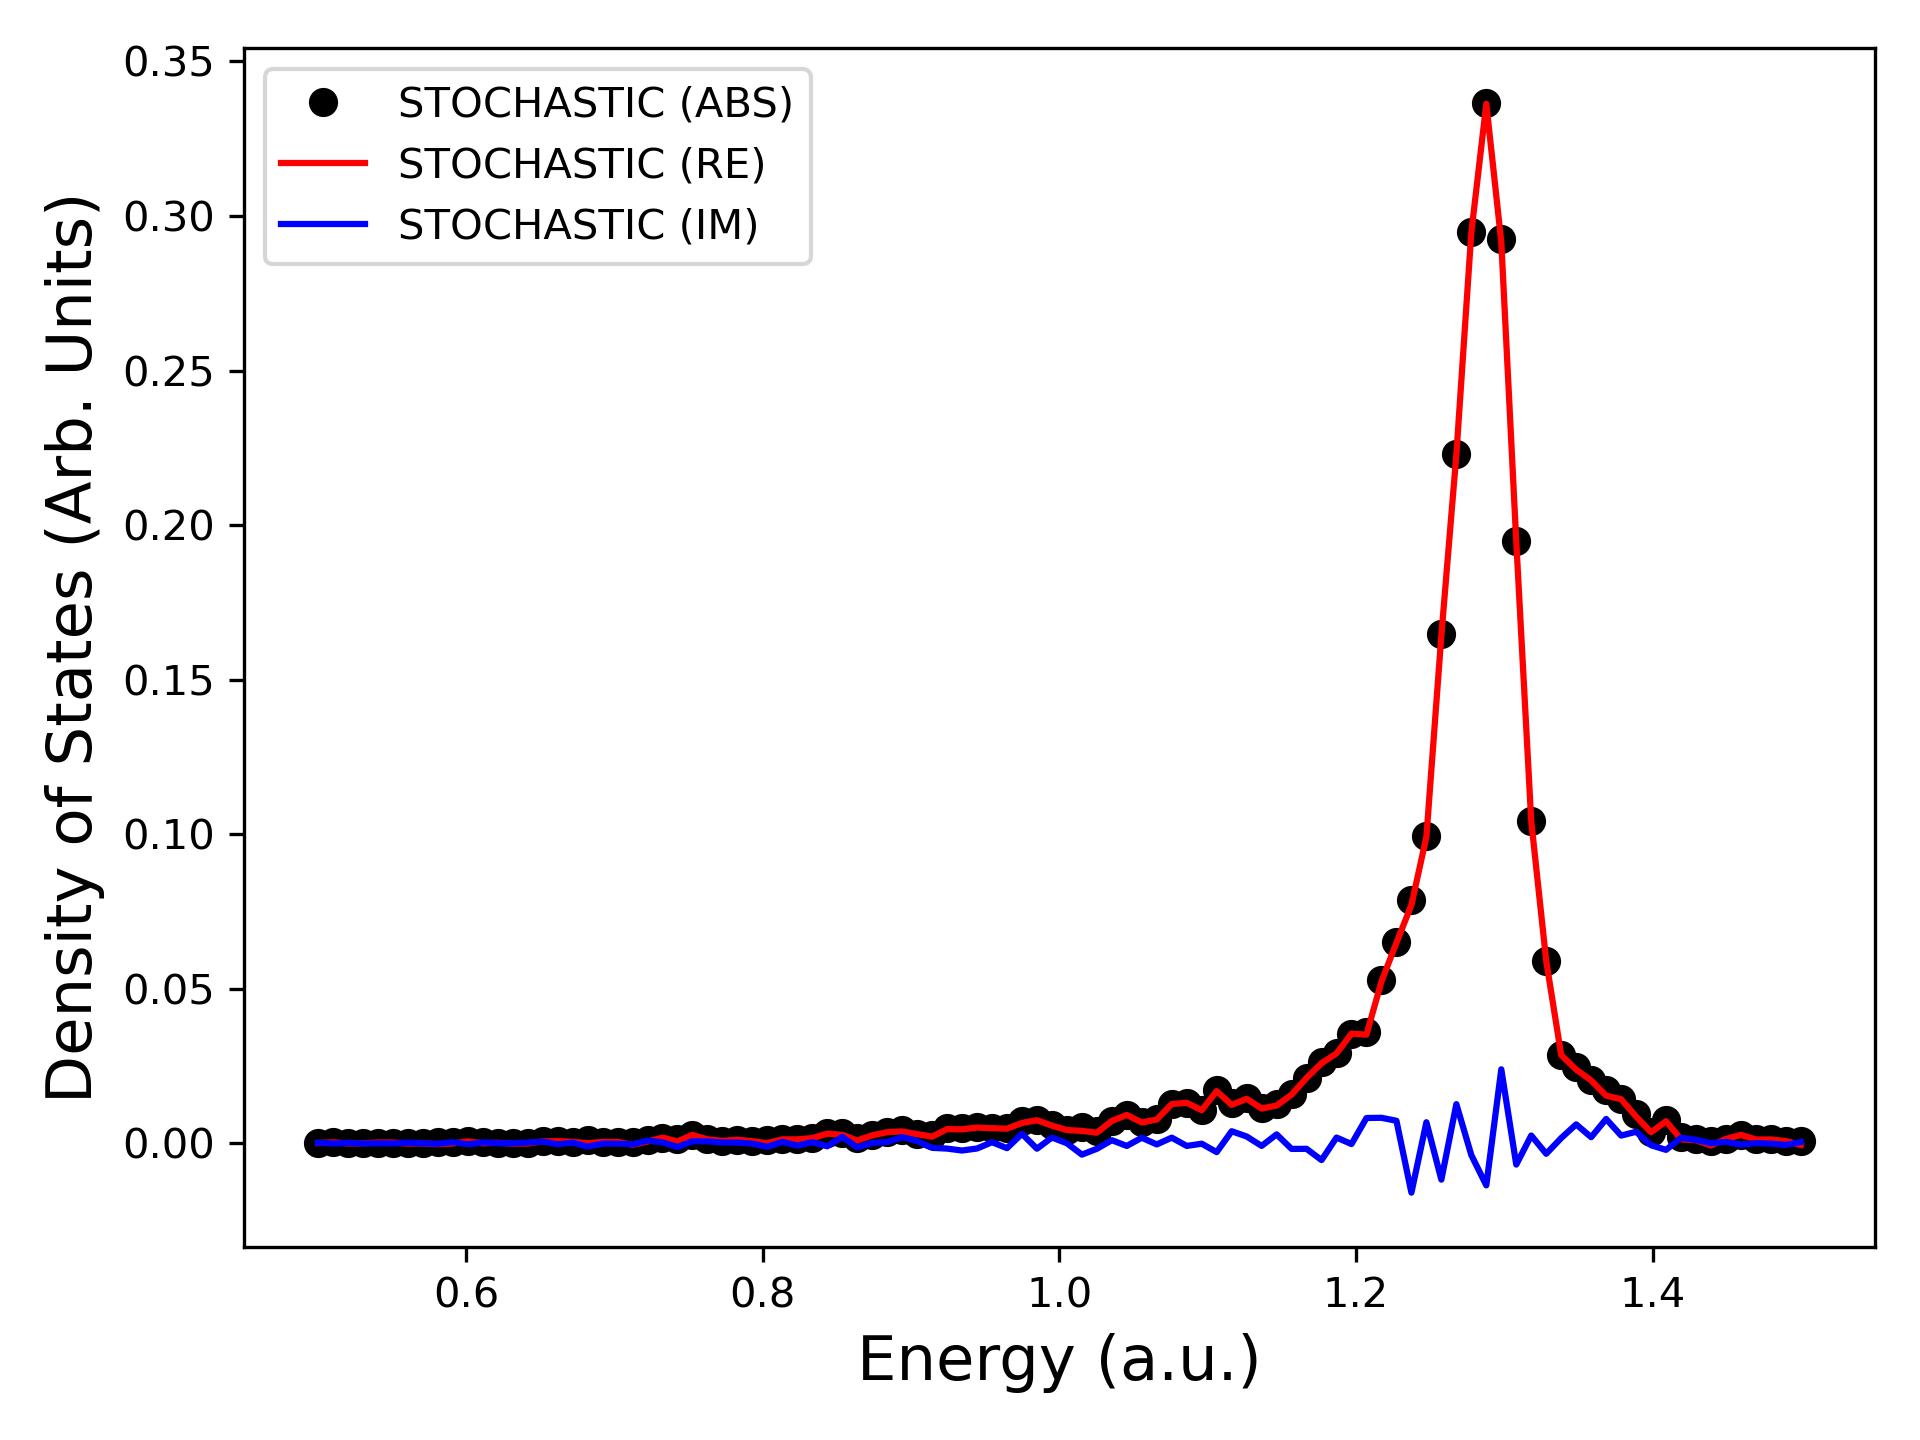 0.35
0.30
0.25
0.20
0.15
0.10
0.05
0.00
Density of States (Arb. Units)
STOCHASTIC (ABS)
STOCHASTIC (RE)
STOCHASTIC (IM)
0.6 0.8 1.0 1.2 1.4
Energy (a.u.)